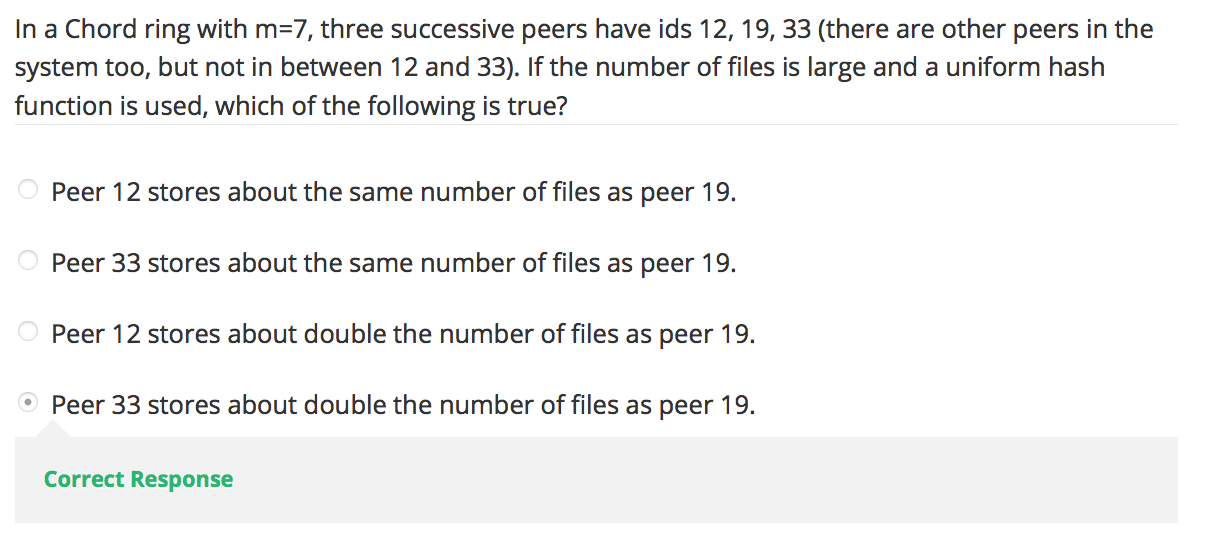 In a Chord ring with m=7, three successive peers have ids 12, 19, 33 (there are other peers in the
system too, but not in between 12 and 33). If the number of files is large and a uniform hash
function is used, which of the following is true?
Peer 12 stores about the same number of files as peer 19.
Peer 33 stores about the same number of files as peer 19.
Peer 12 stores about double the number of files as peer 19.
Peer 33 stores about double the number of files as peer 19.
Correct Response